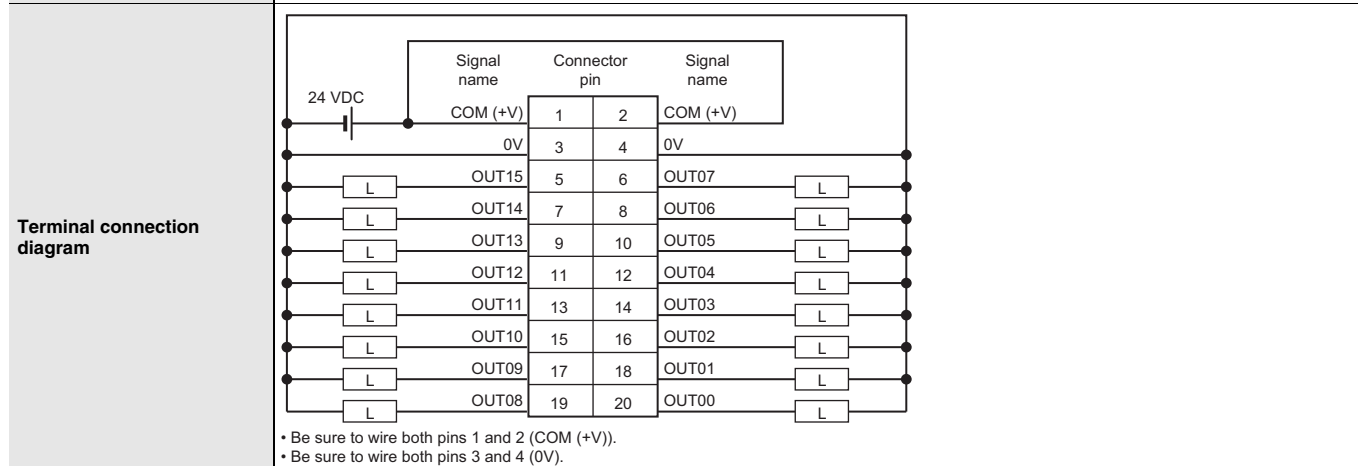 Terminal connection
diagram
Signal
name
Connector
pin
Signal
name
24 VDC
COM (+V) 1 2 COM (+V)
0V 3 4 0V
L OUT15 5 6 OUT07 L
L OUT14 7 8 OUT06 L
L OUT13 9 10 OUT05 L
L OUT12 11 12 OUT04 L
L OUT11 13 14 OUT03 L
L OUT10 15 16 OUT02 L
L OUT09 17 18 OUT01 L
L OUT08 19 20 OUT00 L
• Be sure to wire both pins 1 and 2 (COM (+V)).
• Be sure to wire both pins 3 and 4 (0V).